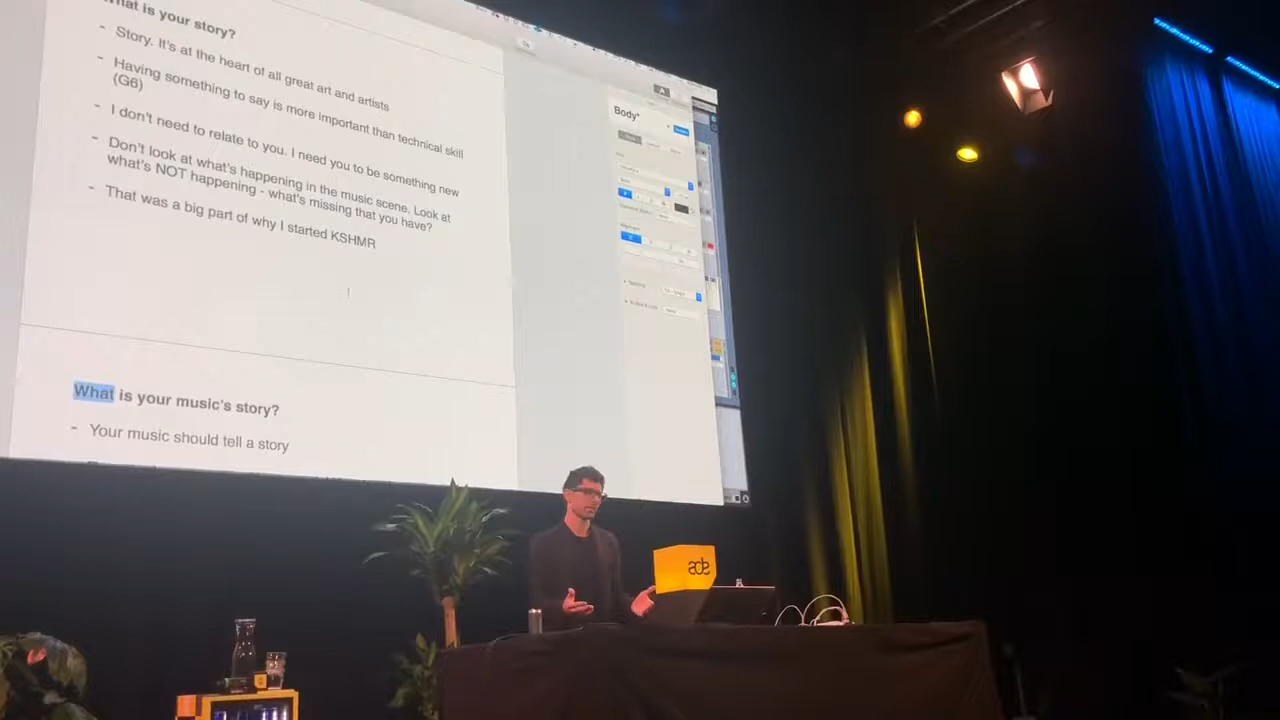 What is your story?
- Story. It's at the heart of all great art and artists
- Having something to say is more important than technical skill
(G6)
- I don't need to relate to you. I need you to be something new
- Don't look at what's happening in the music scene. Look at
what's NOT happening - what's missing that you have?
- That was a big part of why I started KSHMR
What is your music's story?
- Your music should tell a story
Body*
ade